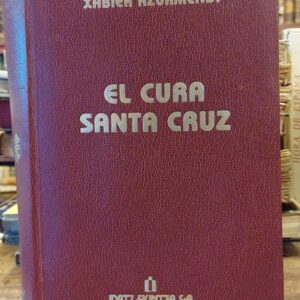 XABIER AZURMENDI
EL CURA
SANTA CRUZ